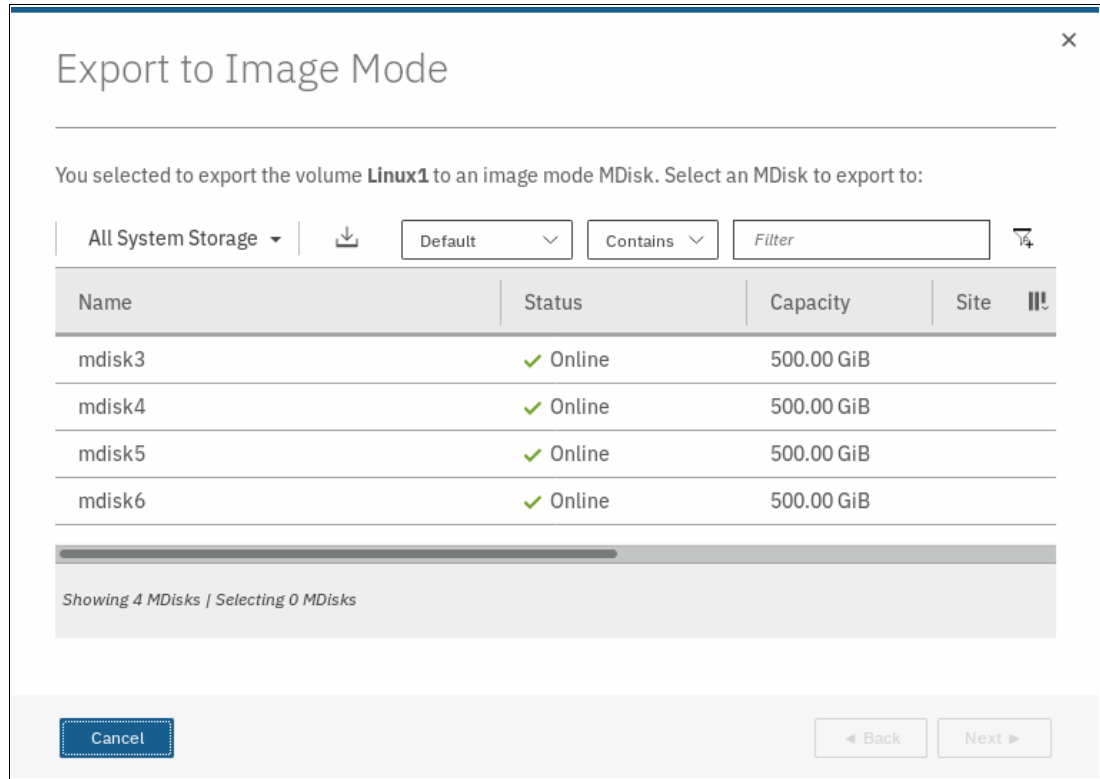 Export to Image Mode
You selected to export the volume Linux1 to an image mode MDisk. Select an MDisk to export to:
All System Storage Default Contains Filter
Name Status Capacity Site
mdisk3 Online 500.00 GiB
mdisk4 Online 500.00 GiB
mdisk5 Online 500.00 GiB
mdisk6 Online 500.00 GiB
Showing 4 MDisks | Selecting 0 MDisks
Cancel Back Next